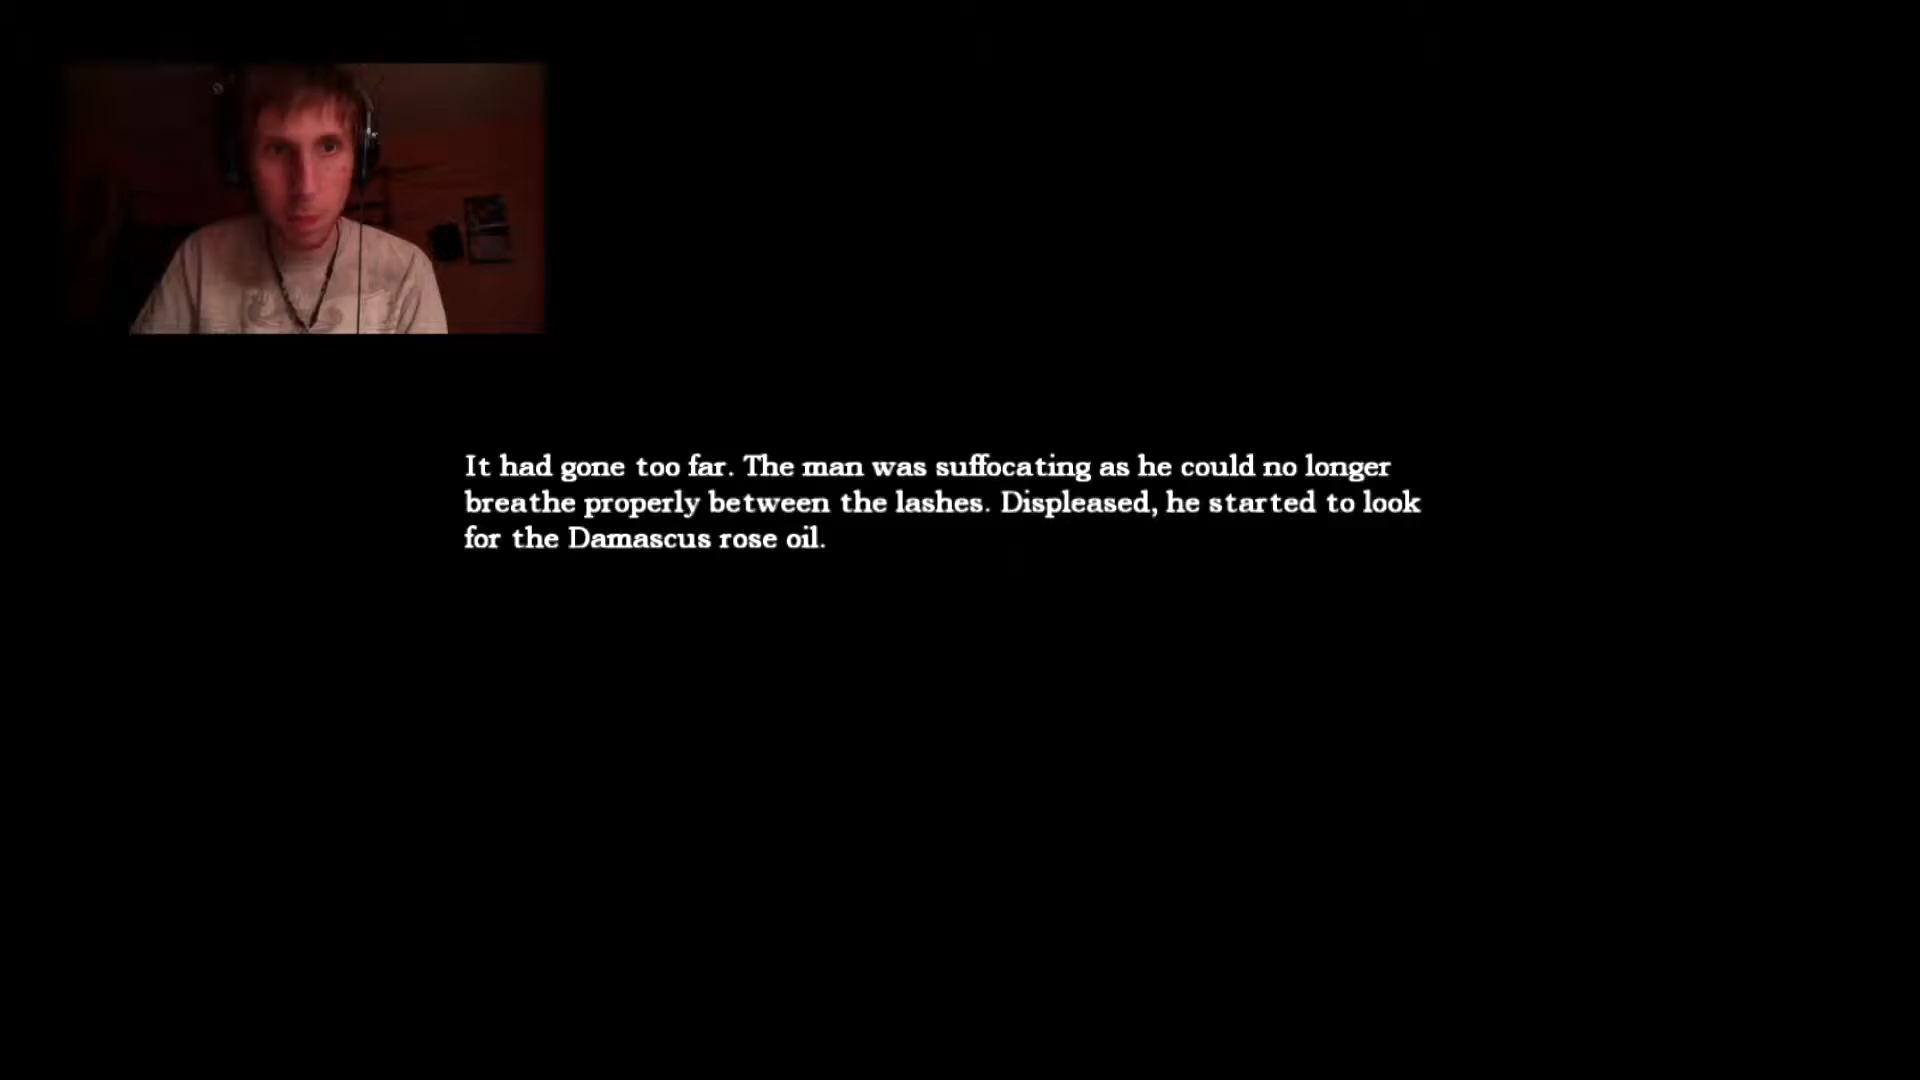 It had gone too far. The man was suffocating as he could no longer
breathe properly between the lashes. Displeased, he started to look
for the Damascus rose oil.